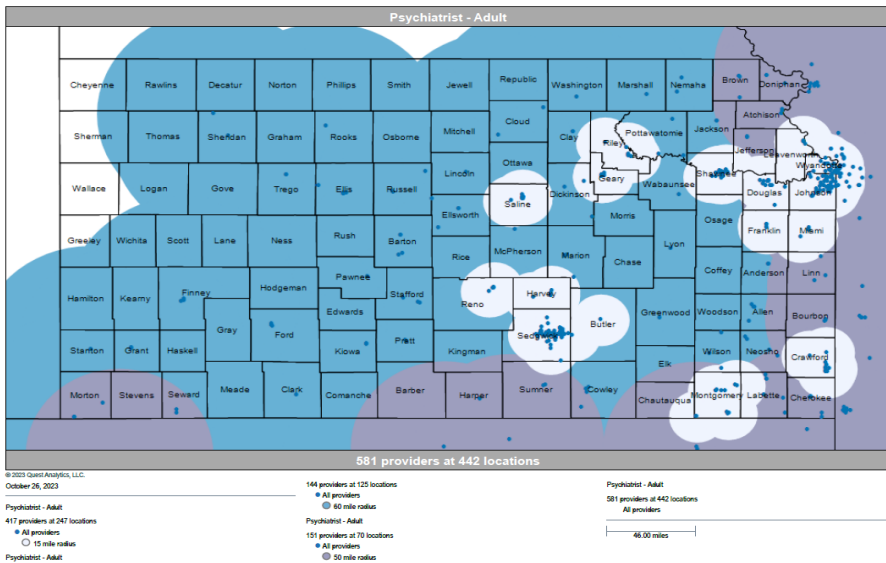 Psychiatrist - Adult
Cheyenne Rawlins Decatur Norton Phillips Smith Jewell Republic Washington Marshall Nemaha Brown Doniphan
Sherman Thomas Sheridan Graham Rooks Osborne Mitchell Cloud Clay Riley Pottawatomie Jackson Atchison
Jefferson Leavenworth Wyandotte
Wallace Logan Gove Trego Ellis Russell Lincoln Ottawa Saline Dickinson Geary Wabaunsee Shawnee Douglas Johnson
Greeley Wichita Scott Lane Ness Rush Barton Ellsworth Rice McPherson Marion Morris Chase Lyon Osage Franklin Miami
Hamilton Kearny Finney Hodgeman Pawnee Stafford Reno Harvey Butler Greenwood Coffey Anderson Linn
Gray Ford Edwards Sedgwick Woodson Allen Bourbon
Stanton Grant Haskell Kiowa Pratt Kingman Elk Wilson Neosho Crawford
Morton Stevens Seward Meade Clark Comanche Barber Harper Sumner Cowley Chautauqua Montgomery Labette Cherokee
581 providers at 442 locations
© 2023 Quest Analytics, LLC.
October 26, 2023
Psychiatrist - Adult
417 providers at 247 locations
All providers
15 mile radius
Psychiatrist - Adult
144 providers at 125 locations
All providers
60 mile radius
Psychiatrist - Adult
151 providers at 70 locations
All providers
50 mile radius
Psychiatrist - Adult
581 providers at 442 locations
All providers
46.00 miles